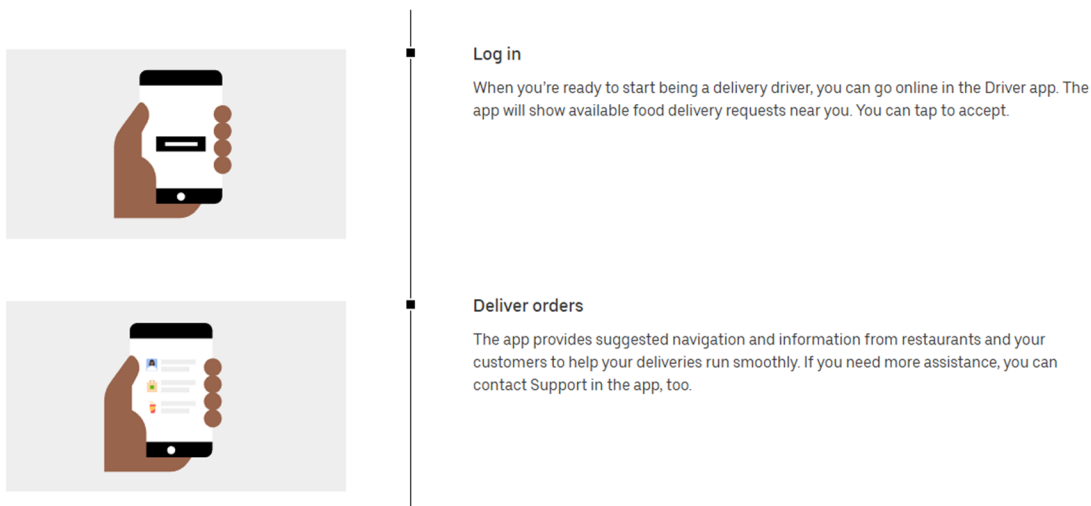 Log in
When you’re ready to start being a delivery driver, you can go online in the Driver app. The
app will show available food delivery requests near you. You can tap to accept.
Deliver orders
The app provides suggested navigation and information from restaurants and your
customers to help your deliveries run smoothly. If you need more assistance, you can
contact Support in the app, too.